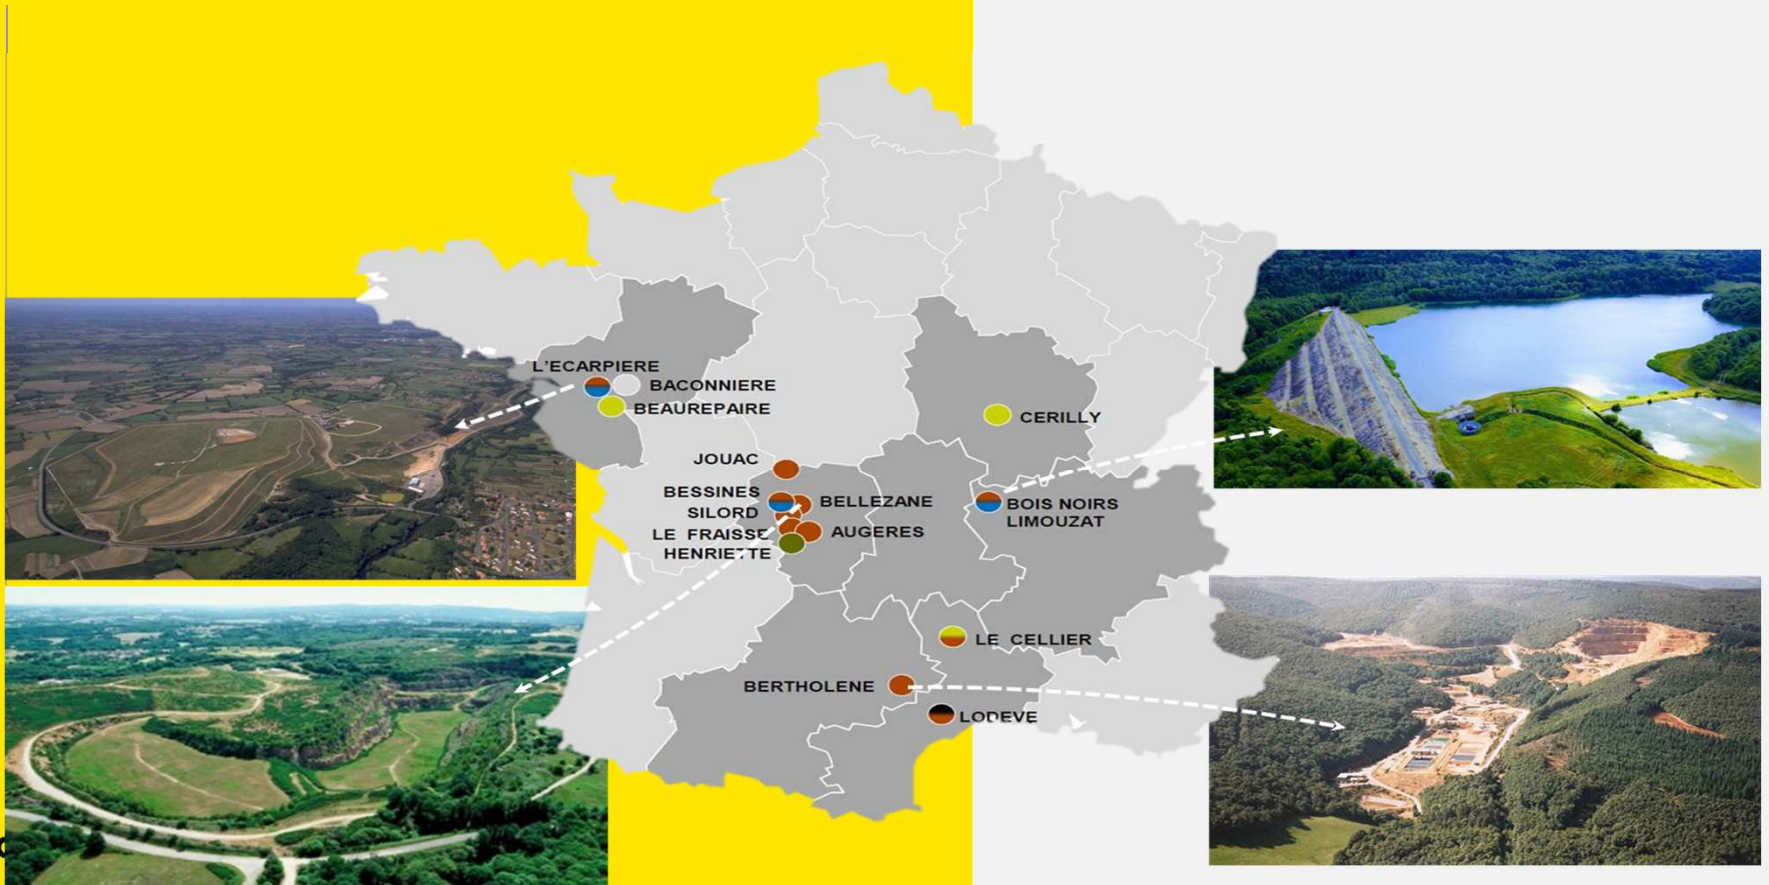 L'ECARPIERE
BACONNIERE
BEAUREPAIRE
CERILLY
JOUAC
BESSINES
BELLEZANE
SILORD
BOIS NOIRS
LIMOUZAT
LE FRAISSE
AUGERES
HENRIETTE
LE CELLIER
BERTHOLENE
LODEVE